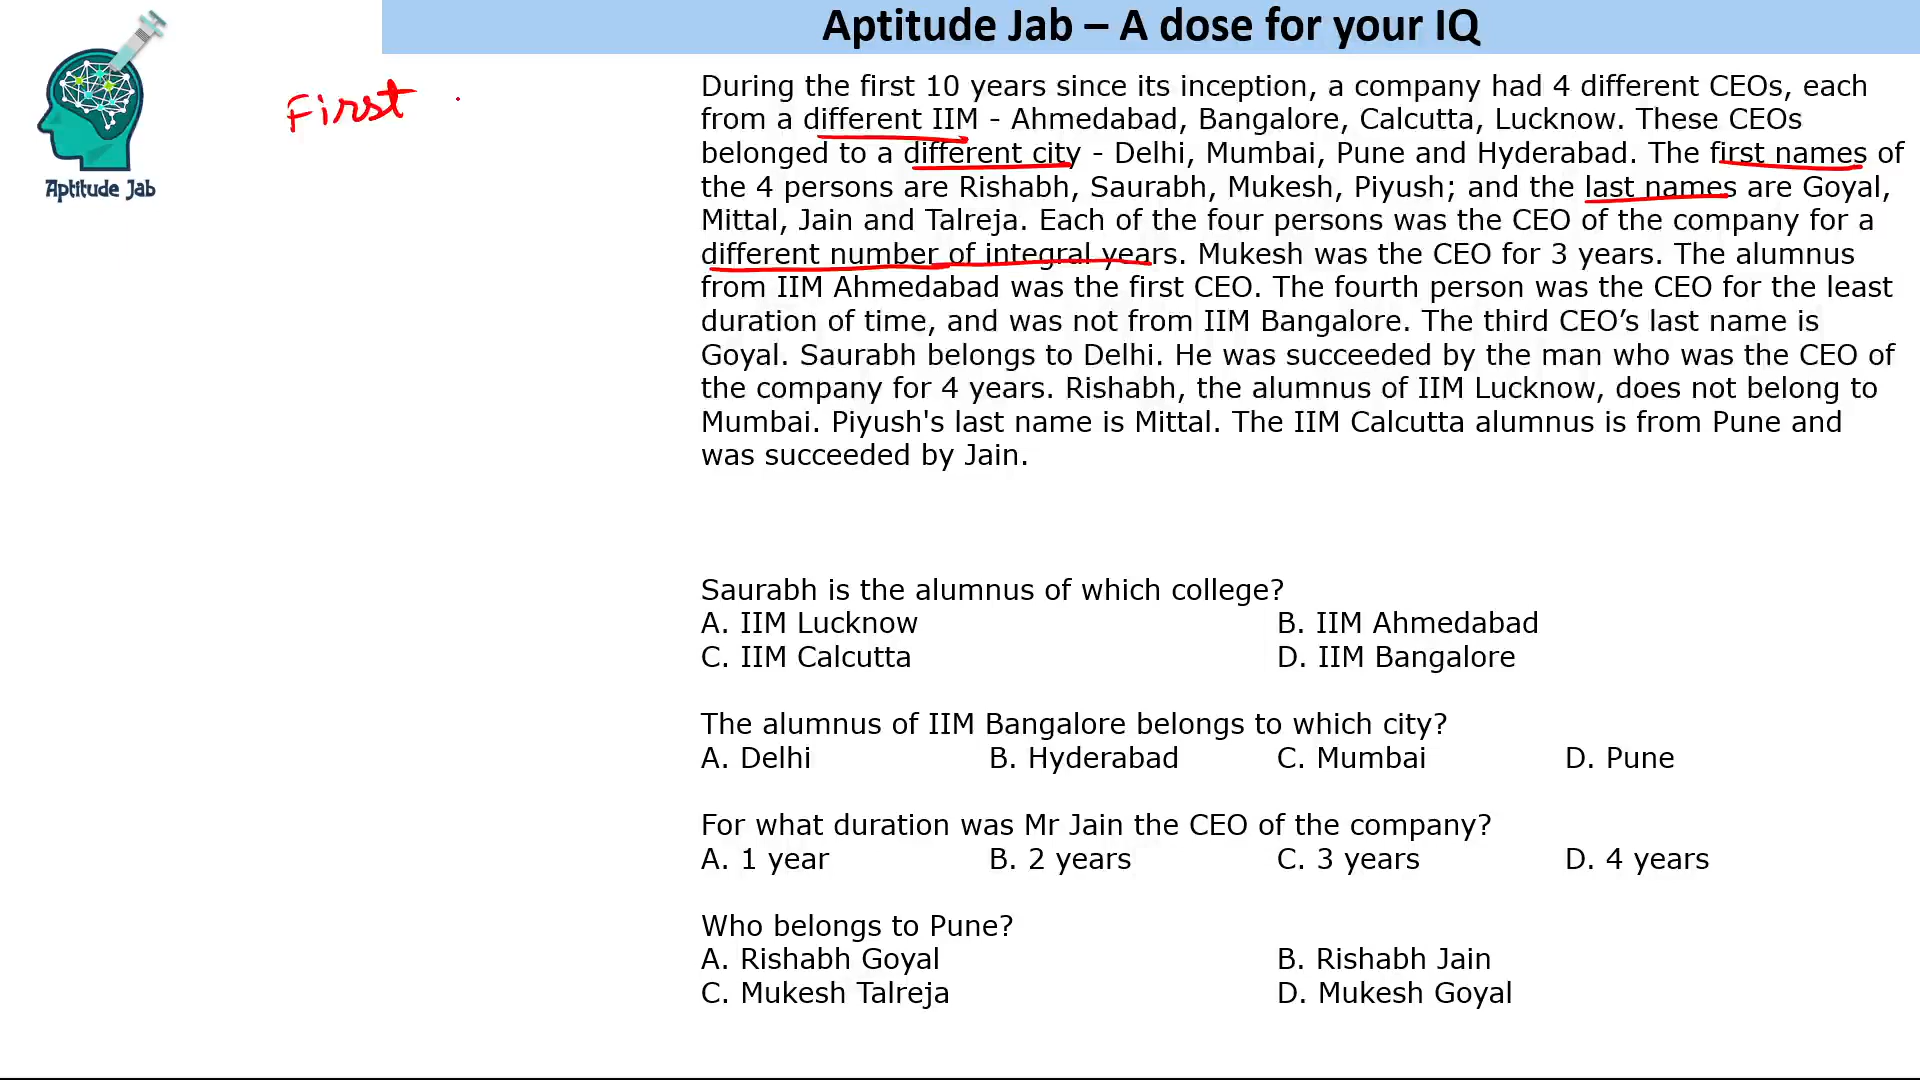 Aptitude Jab – A dose for your IQ
Aptitude Jab
First
During the first 10 years since its inception, a company had 4 different CEOs, each
from a different IIM - Ahmedabad, Bangalore, Calcutta, Lucknow. These CEOs
belonged to a different city - Delhi, Mumbai, Pune and Hyderabad. The first names of
the 4 persons are Rishabh, Saurabh, Mukesh, Piyush; and the last names are Goyal,
Mittal, Jain and Talreja. Each of the four persons was the CEO of the company for a
different number of integral years. Mukesh was the CEO for 3 years. The alumnus
from IIM Ahmedabad was the first CEO. The fourth person was the CEO for the least
duration of time, and was not from IIM Bangalore. The third CEO’s last name is
Goyal. Saurabh belongs to Delhi. He was succeeded by the man who was the CEO of
the company for 4 years. Rishabh, the alumnus of IIM Lucknow, does not belong to
Mumbai. Piyush's last name is Mittal. The IIM Calcutta alumnus is from Pune and
was succeeded by Jain.
Saurabh is the alumnus of which college?
A. IIM Lucknow B. IIM Ahmedabad
C. IIM Calcutta D. IIM Bangalore
The alumnus of IIM Bangalore belongs to which city?
A. Delhi B. Hyderabad C. Mumbai D. Pune
For what duration was Mr Jain the CEO of the company?
A. 1 year B. 2 years C. 3 years D. 4 years
Who belongs to Pune?
A. Rishabh Goyal B. Rishabh Jain
C. Mukesh Talreja D. Mukesh Goyal